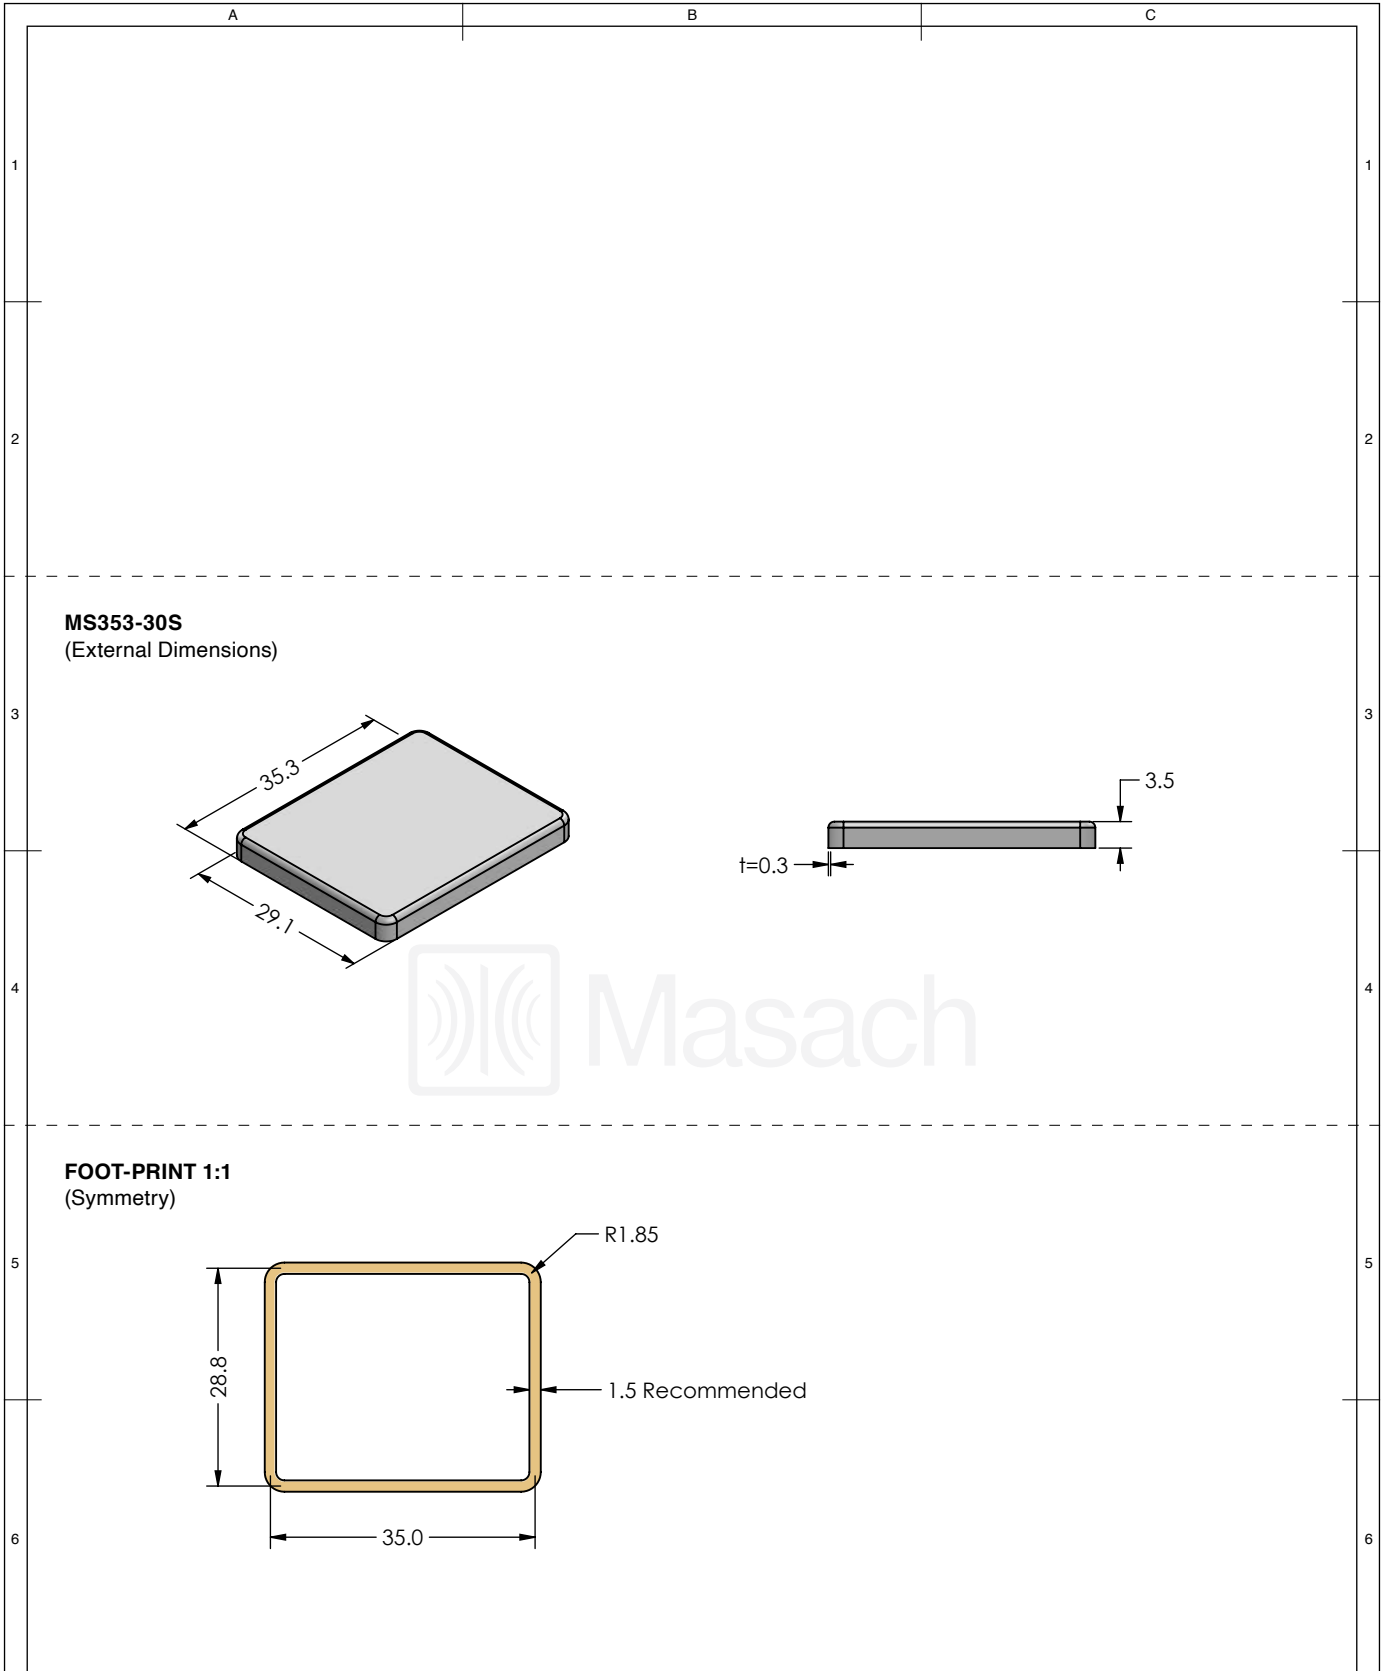 A B C
1 1
2 2
MS353-30S
(External Dimensions)
3 3
35.3
3.5
t=0.3
29.1
4 4
Masach
FOOT-PRINT 1:1
(Symmetry)
R1.85
5 5
28.8
1.5 Recommended
35.0
6 6